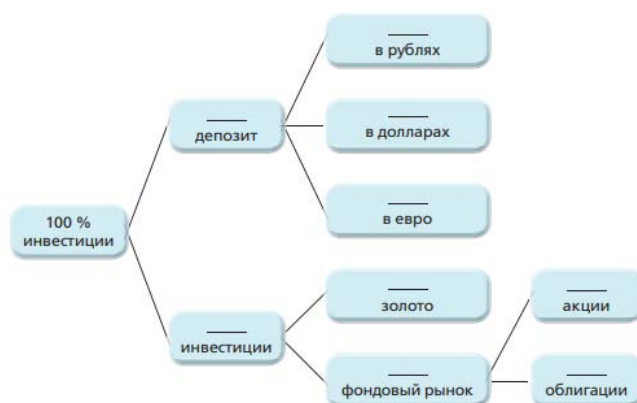 в рублях
депозит
в долларах
в евро
100 %
инвестиции
золото
акции
инвестиции
фондовый рынок
облигации